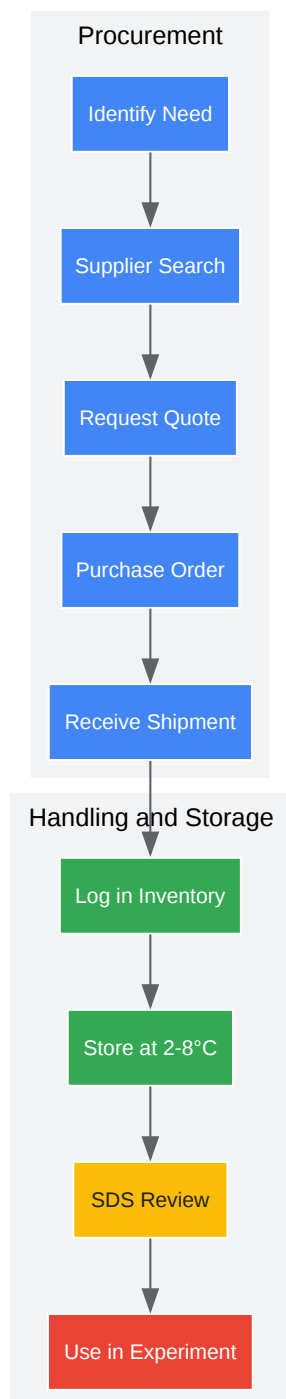 Procurement
Identify Need
Supplier Search
Request Quote
Purchase Order
Receive Shipment
Handling and Storage
Log in Inventory
Store at 2-8°C
SDS Review
Use in Experiment